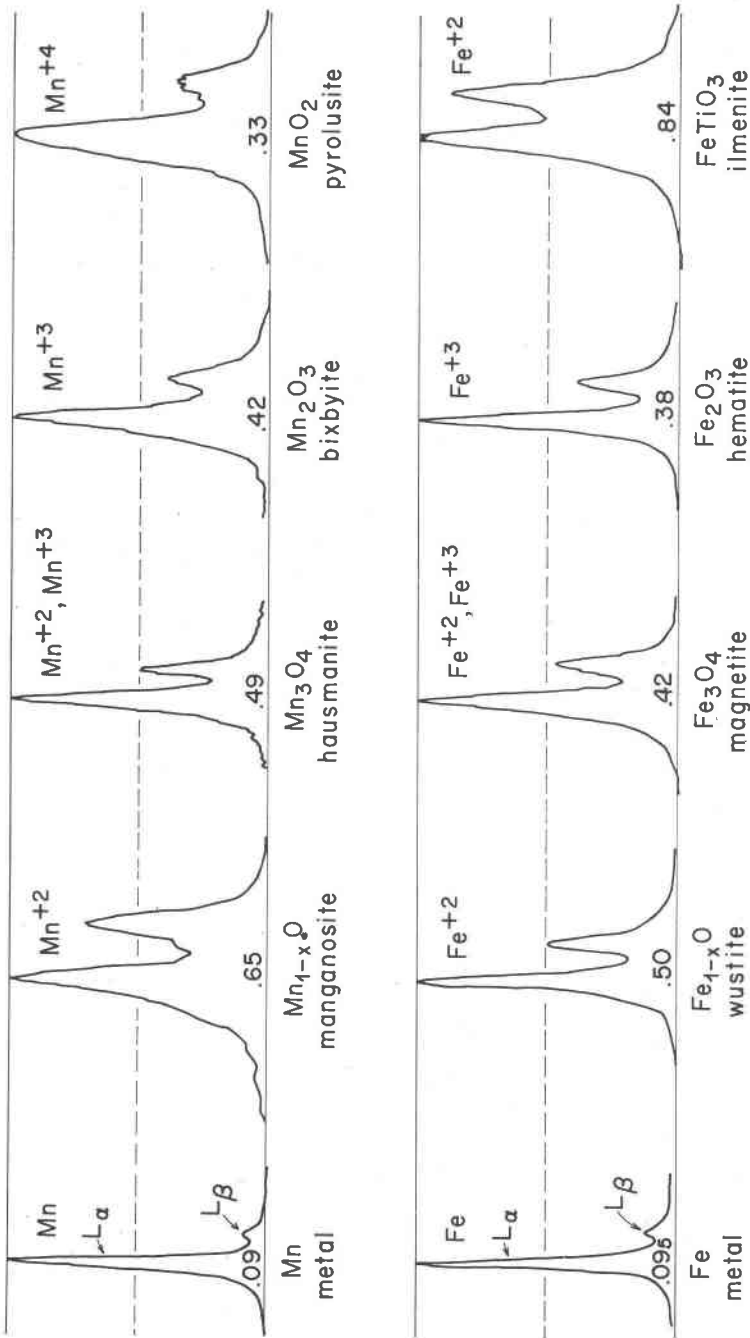 Mn
Lα
Lβ
.09
Mn
metal
Mn+2
.65
Mn1-xO
manganosite
Mn+2, Mn+3
.49
Mn3O4
hausmanite
Mn+3
.42
Mn2O3
bixbyite
Mn+4
.33
MnO2
pyrolusite
Fe
Lα
Lβ
.095
Fe
metal
Fe+2
.50
Fe1-xO
wustite
Fe+2, Fe+3
.42
Fe3O4
magnetite
Fe+3
.38
Fe2O3
hematite
Fe+2
.84
FeTiO3
ilmenite